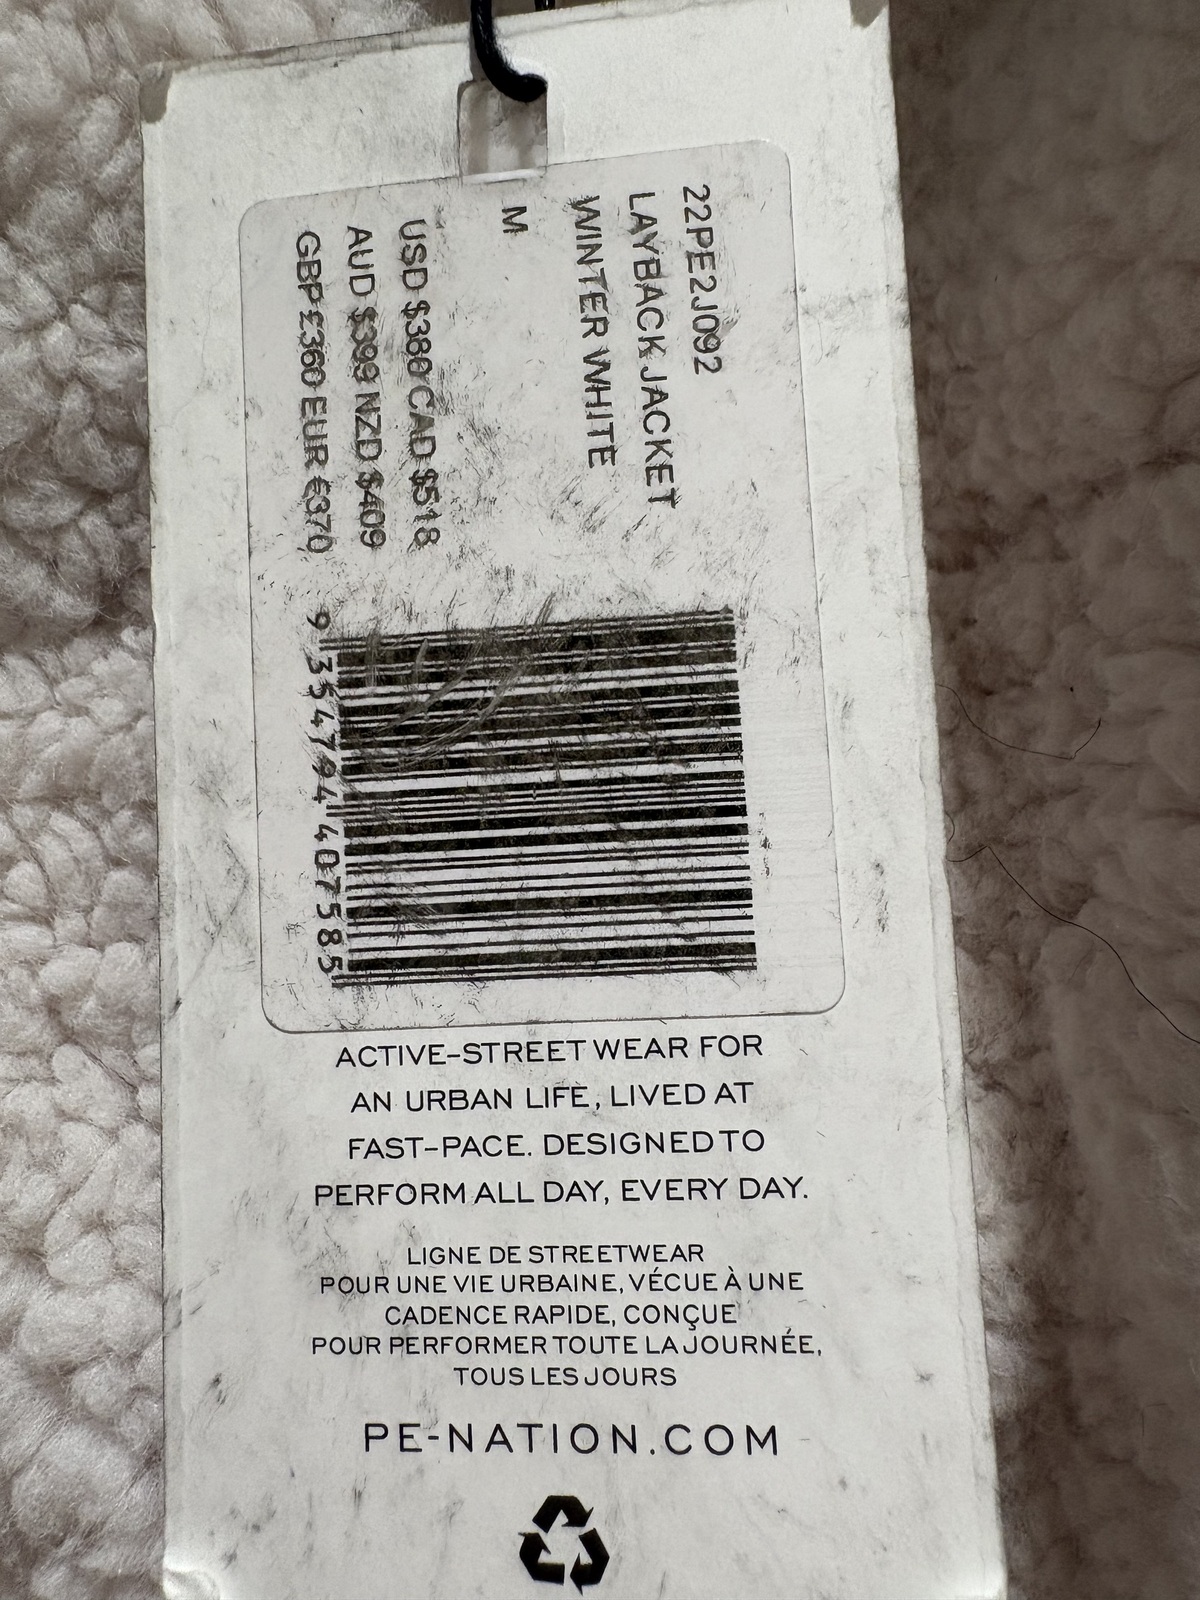 22PE2J092
LAYBACK JACKET
WINTER WHITE
M
USD $380 CAD $518
AUD $399 NZD $409
GBP £360 EUR €370
9 354794 407585
ACTIVE-STREET WEAR FOR
AN URBAN LIFE, LIVED AT
FAST-PACE. DESIGNED TO
PERFORM ALL DAY, EVERY DAY.
LIGNE DE STREETWEAR
POUR UNE VIE URBAINE, VÉCUE À UNE
CADENCE RAPIDE, CONÇUE
POUR PERFORMER TOUTE LA JOURNÉE,
TOUS LES JOURS
PE-NATION.COM